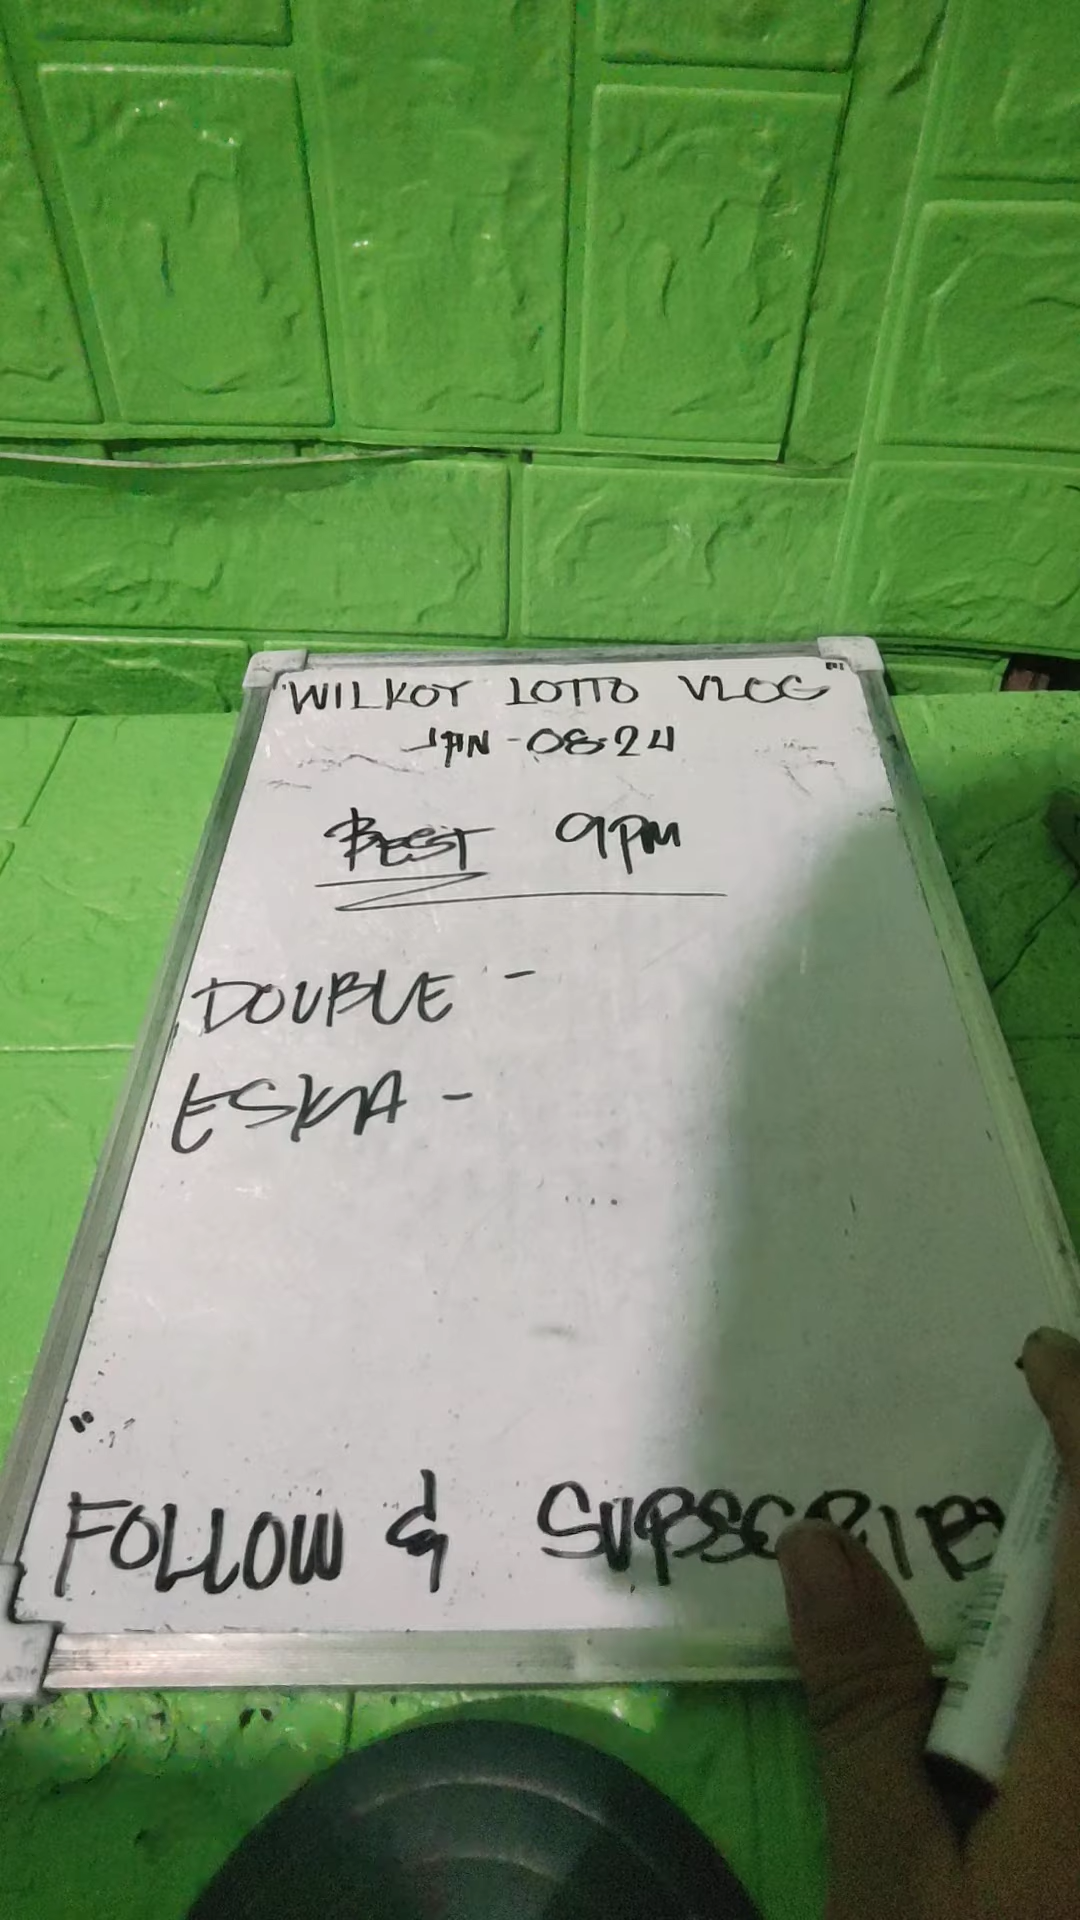 "WILKOY LOTTO VLOG"
JAN-08-24
BEST 9PM
DOUBLE -
ESKA -
"FOLLOW & SUBSCRIBE